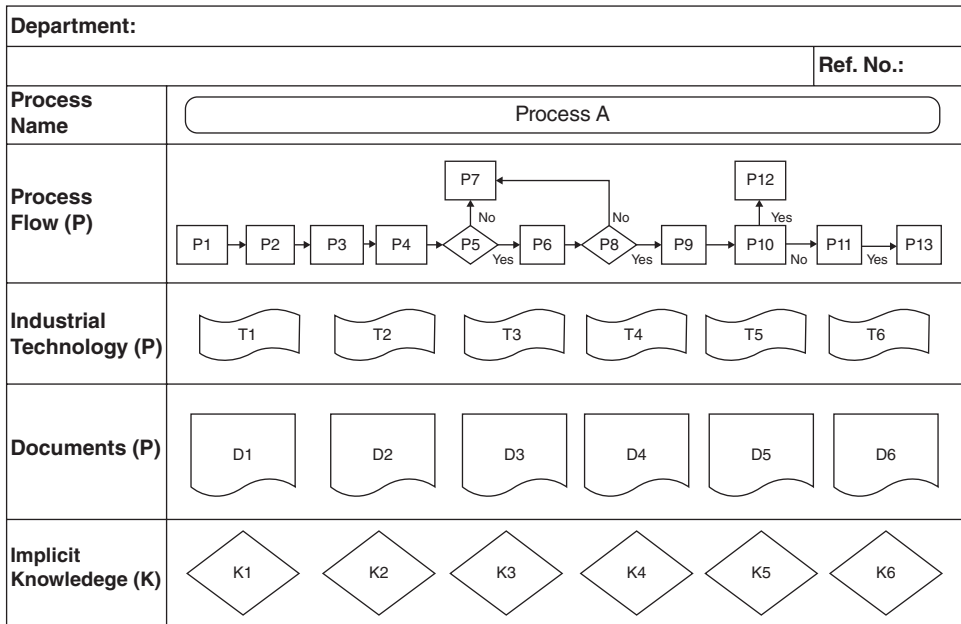 Department:
Ref. No.:
Process
Name
Process A
Process
Flow (P)
P7
P12
No
No
Yes
P1
P2
P3
P4
P5
P6
P8
P9
P10
P11
P13
Yes
Yes
No
Yes
Industrial
Technology (P)
T1
T2
T3
T4
T5
T6
Documents (P)
D1
D2
D3
D4
D5
D6
Implicit
Knowledege (K)
K1
K2
K3
K4
K5
K6